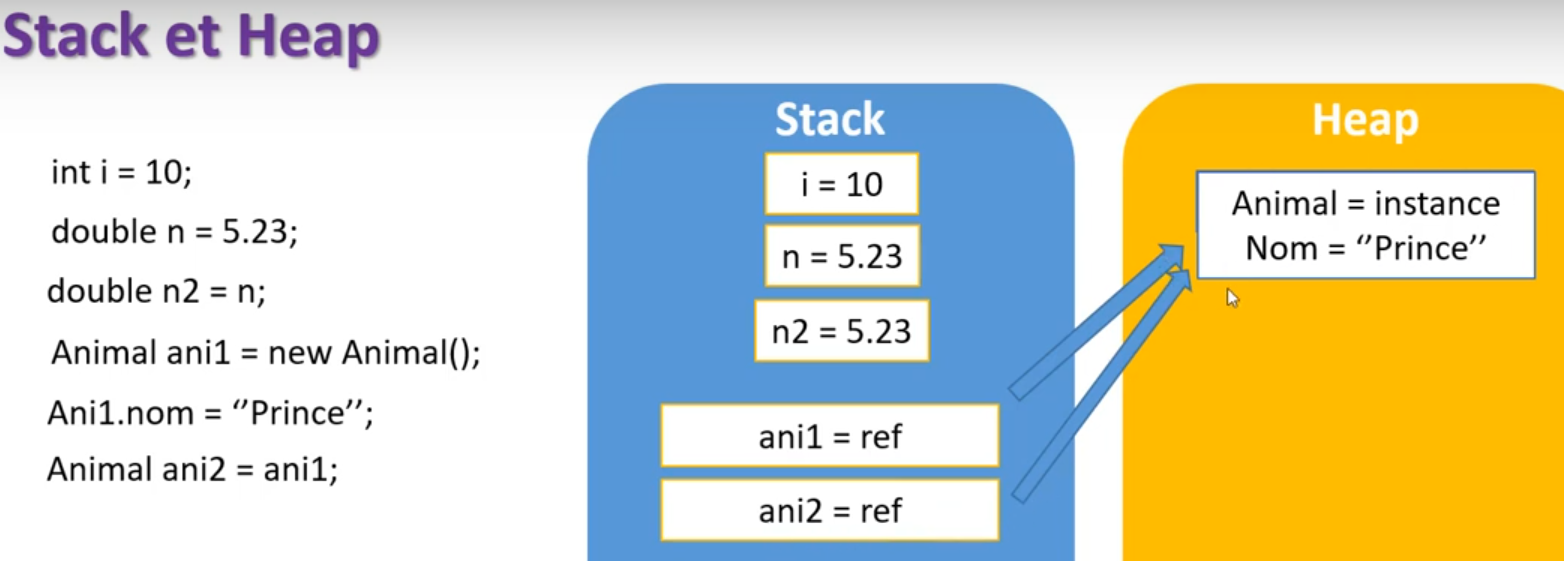 Stack et Heap
int i = 10;
double n = 5.23;
double n2 = n;
Animal ani1 = new Animal();
Ani1.nom = ‘’Prince’’;
Animal ani2 = ani1;
Stack
i = 10
n = 5.23
n2 = 5.23
ani1 = ref
ani2 = ref
Heap
Animal = instance
Nom = ‘’Prince’’